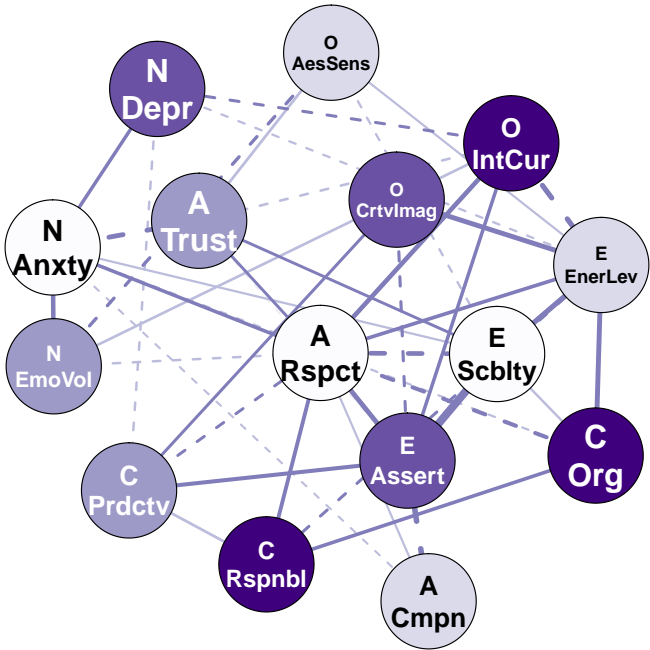 O
AesSens
N
Depr
O
IntCur
O
CrtvImag
A
Trust
N
Anxty
E
EnerLev
A
Rspct
E
Scblty
N
EmoVol
C
Org
E
Assert
C
Prdctv
C
Rspnbl
A
Cmpn